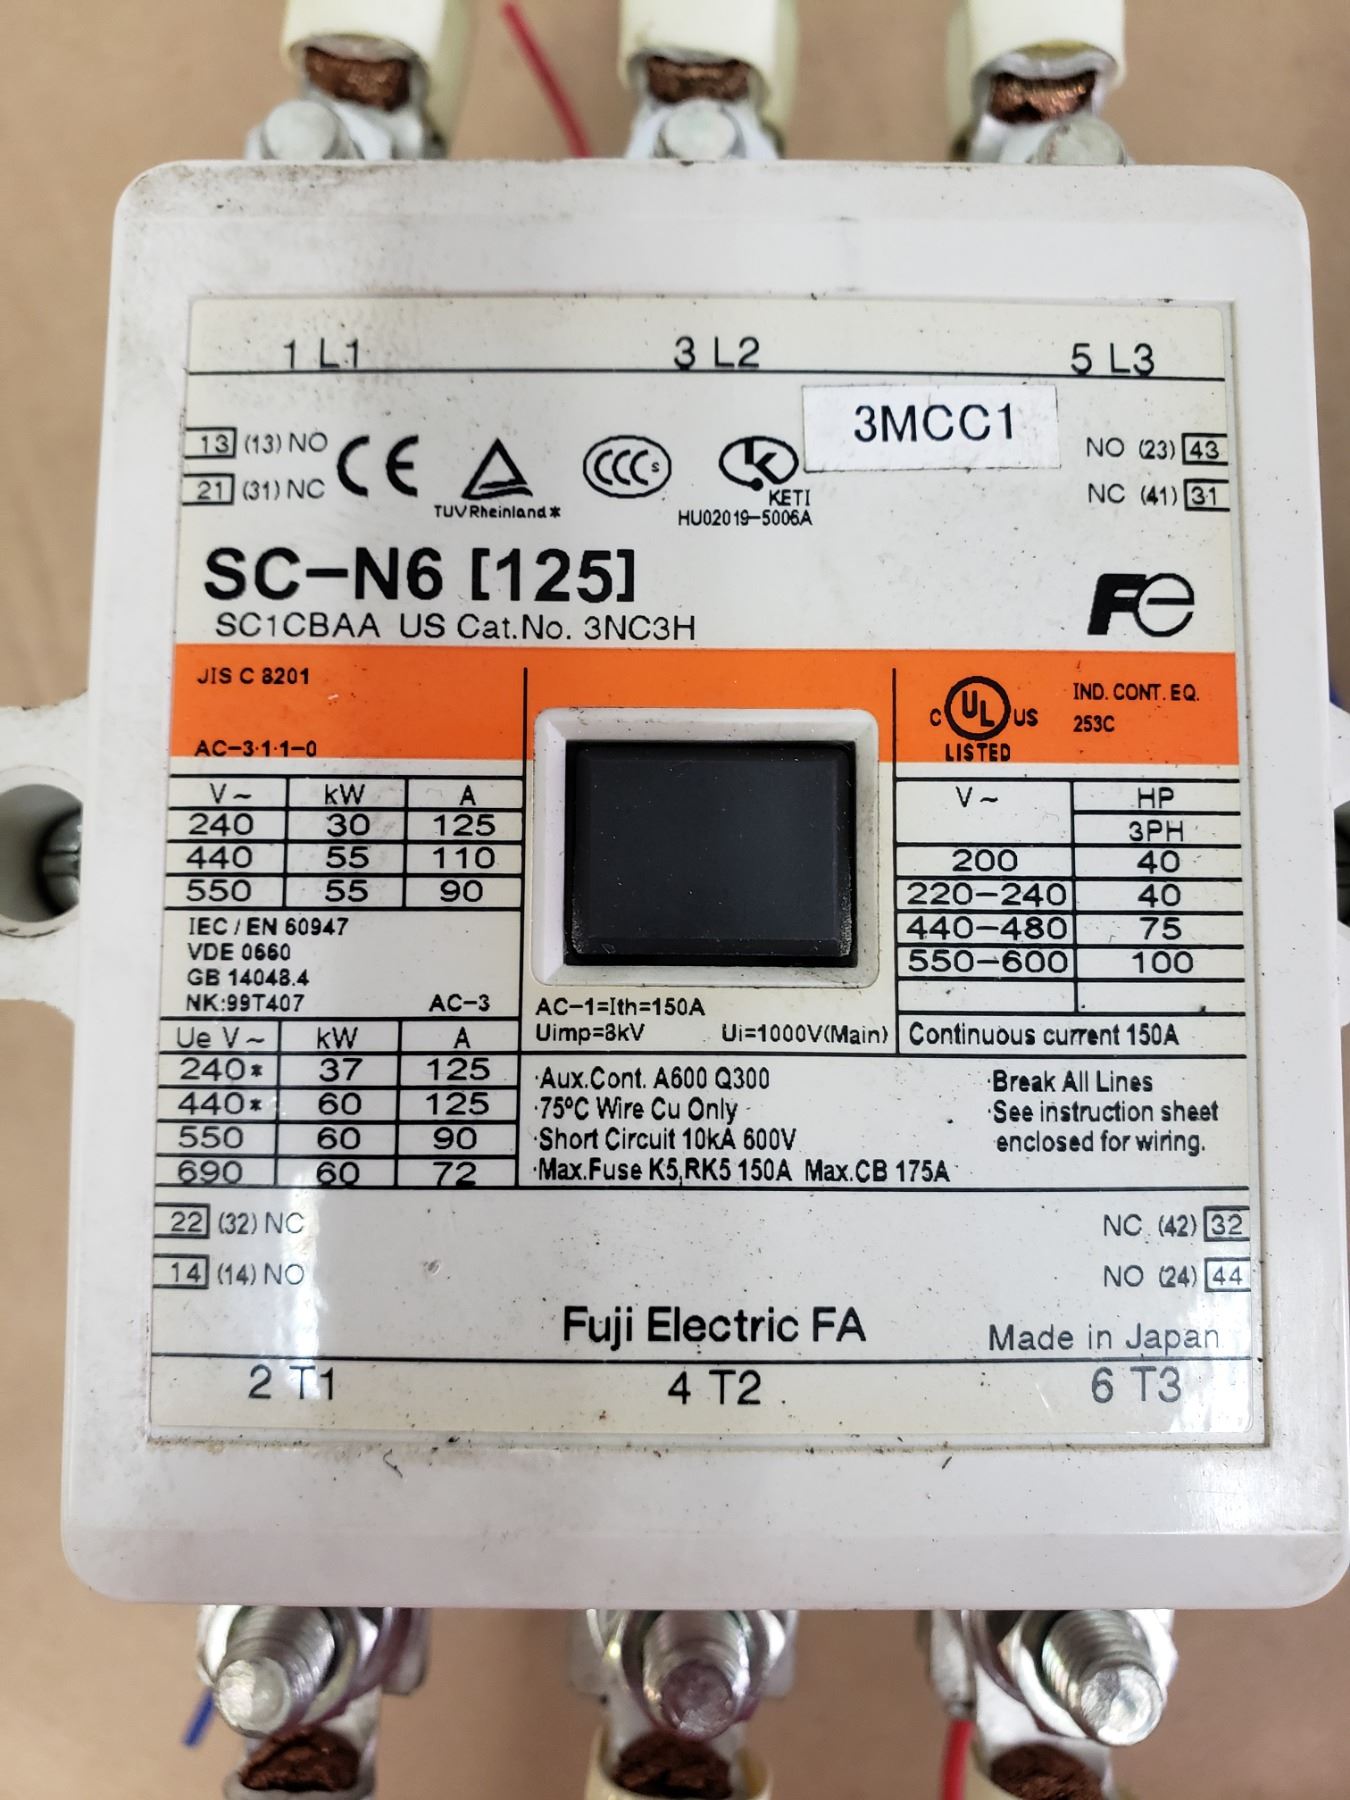 1 L1 3 L2 5 L3
3MCC1
13 (13) NO NO (23) 43
21 (31) NC NC (41) 31
CE
TUVRheinland*
CCC S
K
KETI
HU02019-5006A
SC-N6 [125]
SC1CBAA US Cat.No. 3NC3H
Fe
JIS C 8201
AC-3·1·1-0
C UL US
LISTED
IND. CONT. EQ.
253C
V~ kW A
240 30 125
440 55 110
550 55 90
V~ HP
3PH
200 40
220-240 40
440-480 75
550-600 100
Continuous current 150A
IEC/EN 60947
VDE 0660
GB 14048.4
NK:99T407 AC-3
AC-1=Ith=150A
Uimp=8kV Ui=1000V(Main)
Ue V~ kW A
240* 37 125
440* 60 125
550 60 90
690 60 72
·Aux.Cont. A600 Q300
·75°C Wire Cu Only
·Short Circuit 10kA 600V
·Max.Fuse K5,RK5 150A Max.CB 175A
·Break All Lines
·See instruction sheet
enclosed for wiring.
22 (32) NC NC (42) 32
14 (14) NO NO (24) 44
Fuji Electric FA
Made in Japan
2 T1 4 T2 6 T3